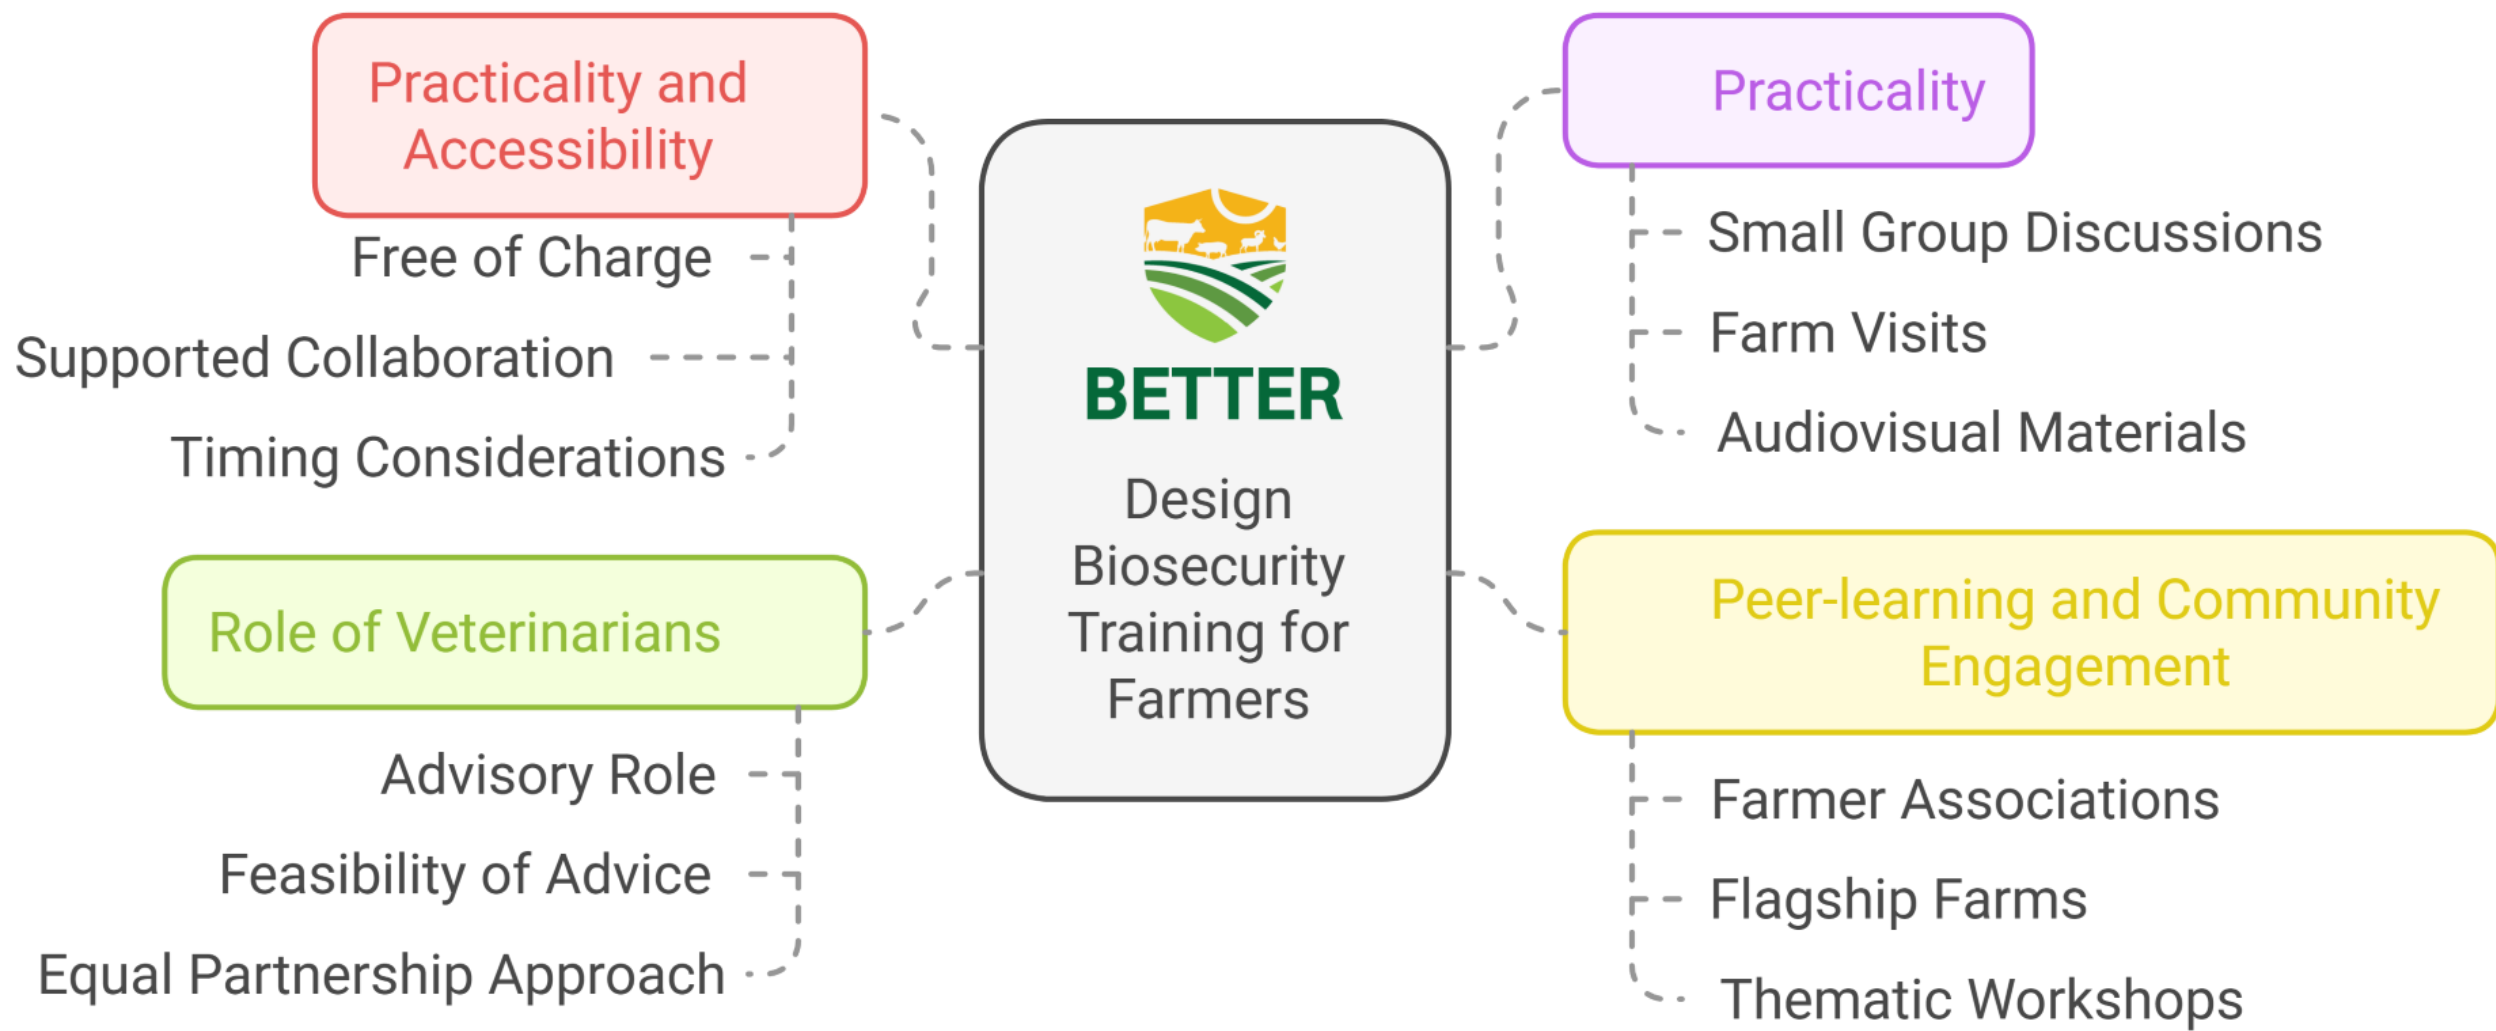 Practicality and
Accessibility
Free of Charge
Supported Collaboration
Timing Considerations
Role of Veterinarians
Advisory Role
Feasibility of Advice
Equal Partnership Approach
BETTER
Design
Biosecurity
Training for
Farmers
Practicality
Small Group Discussions
Farm Visits
Audiovisual Materials
Peer-learning and Community
Engagement
Farmer Associations
Flagship Farms
Thematic Workshops